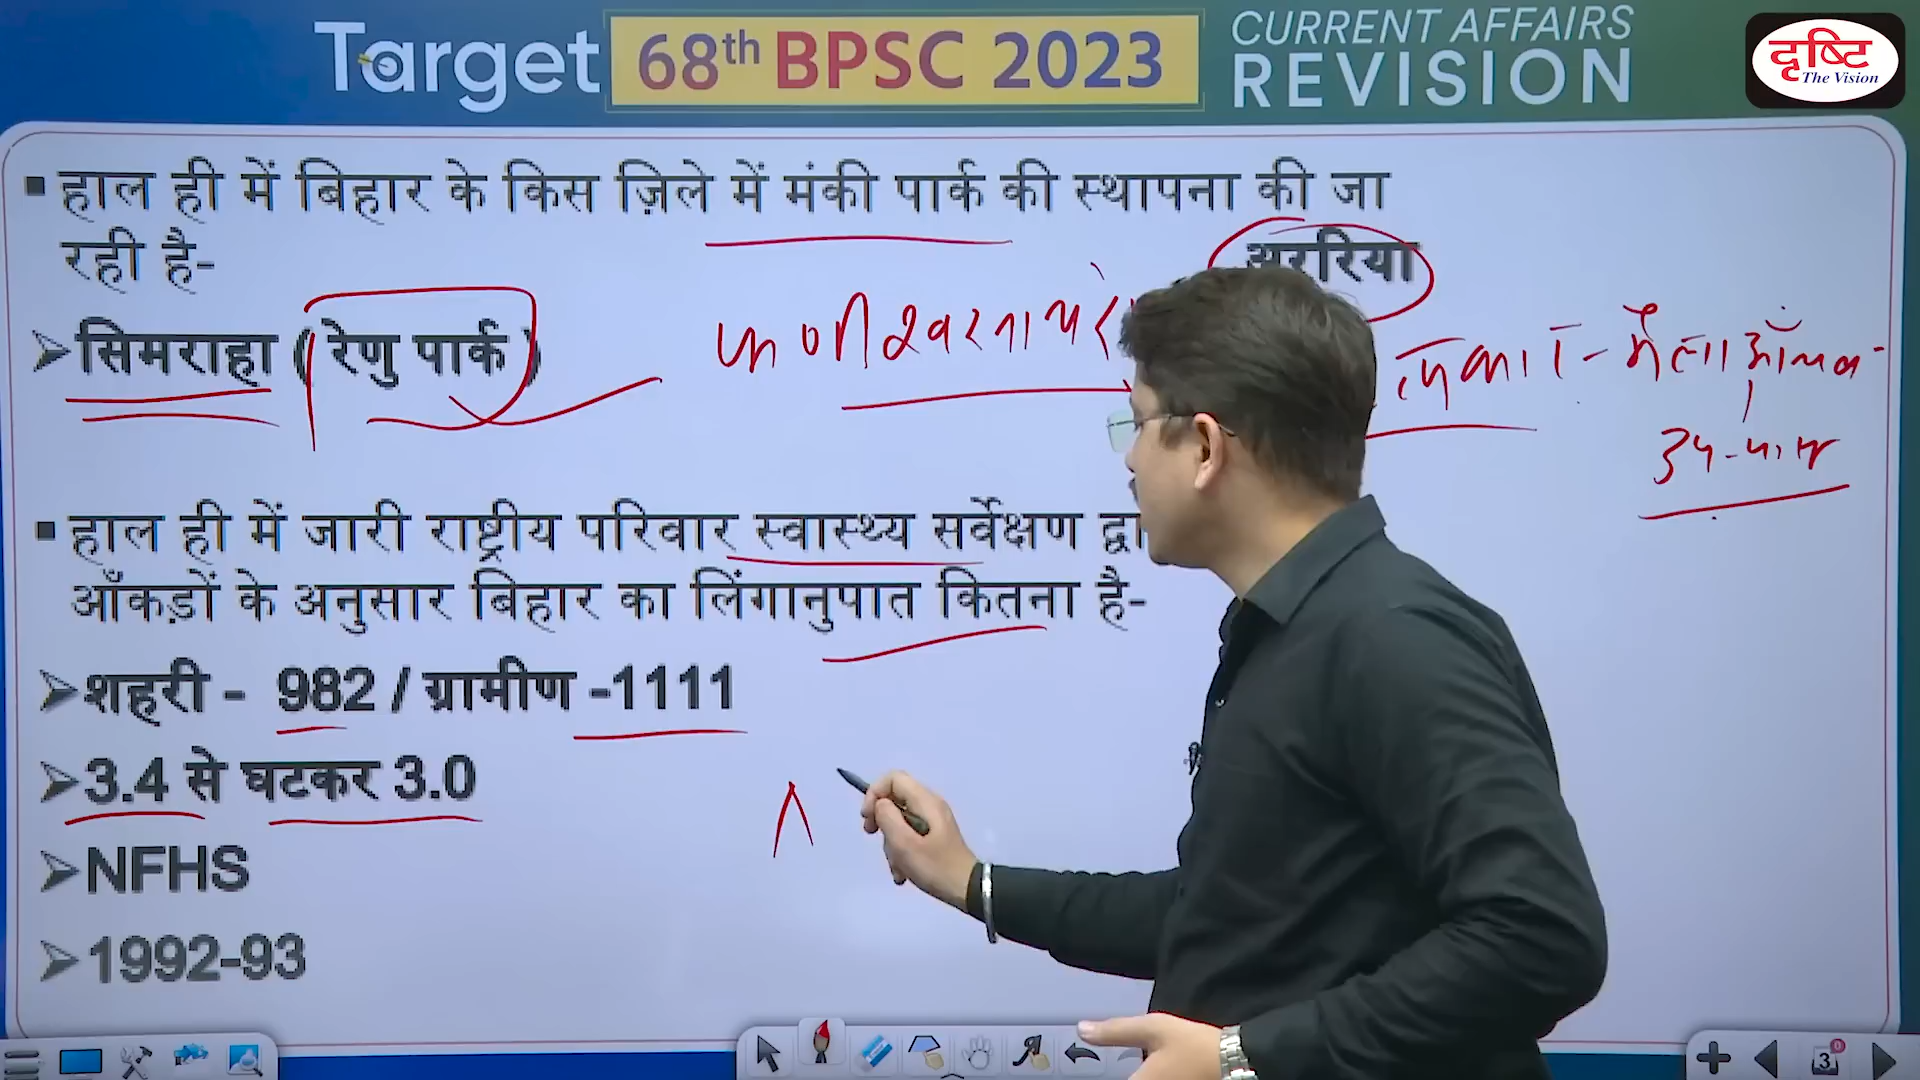 Target 68th BPSC 2023 CURRENT AFFAIRS REVISION
दृष्टि
The Vision
▪ हाल ही में बिहार के किस ज़िले में मंकी पार्क की स्थापना की जा
रही है- अररिया
➢ सिमराहा ( रेणु पार्क )
▪ हाल ही में जारी राष्ट्रीय परिवार स्वास्थ्य सर्वेक्षण
आँकड़ों के अनुसार बिहार का लिंगानुपात कितना है-
➢ शहरी - 982 / ग्रामीण -1111
➢ 3.4 से घटकर 3.0
➢ NFHS
➢ 1992-93
3